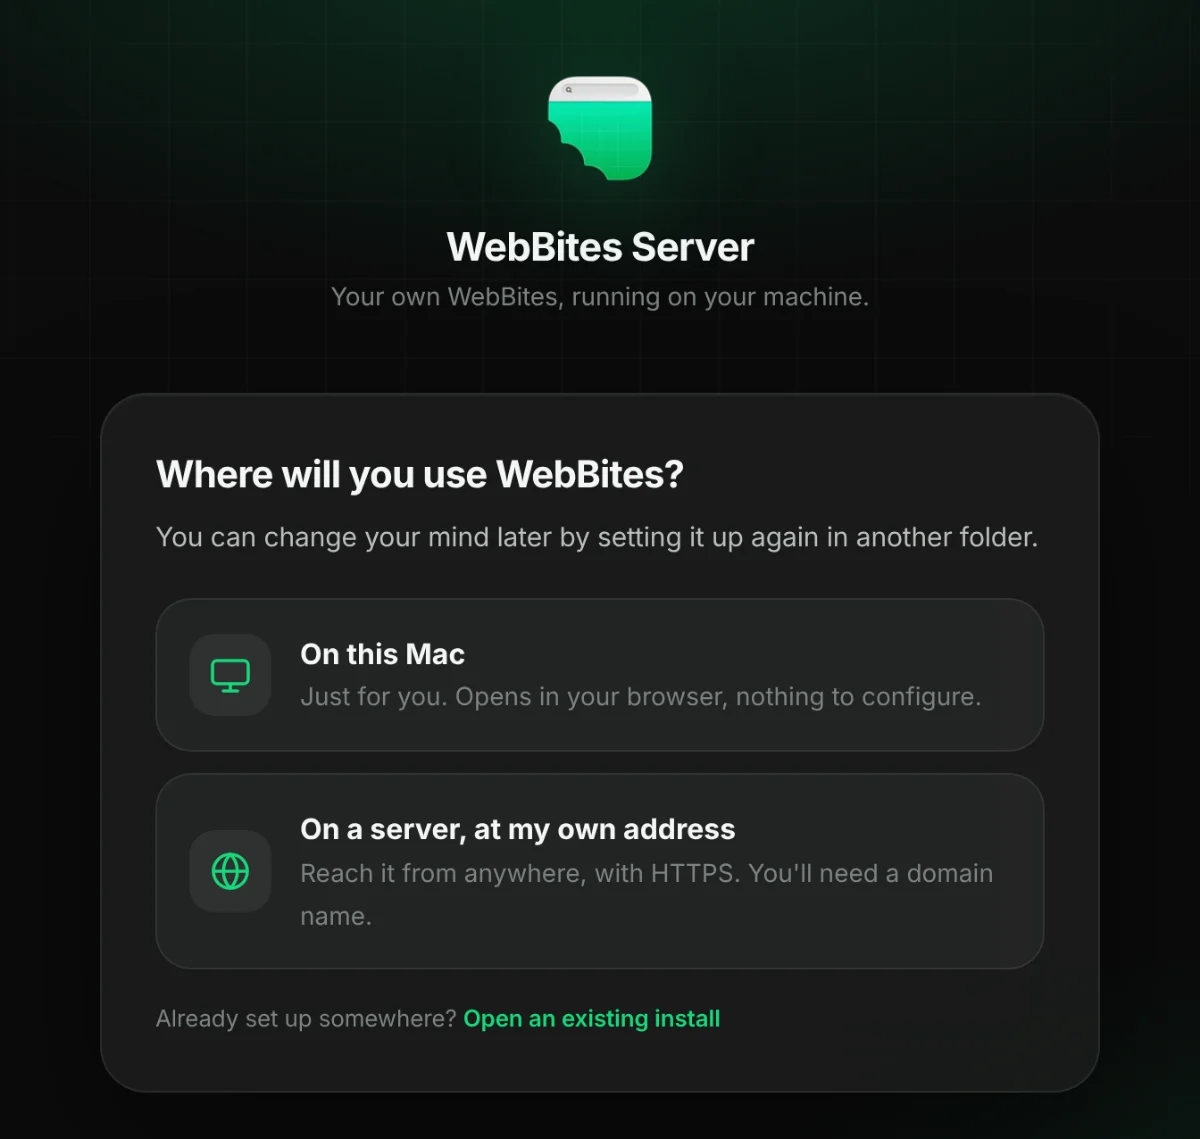 WebBites Server
Your own WebBites, running on your machine.
Where will you use WebBites?
You can change your mind later by setting it up again in another folder.
On this Mac
Just for you. Opens in your browser, nothing to configure.
On a server, at my own address
Reach it from anywhere, with HTTPS. You'll need a domain
name.
Already set up somewhere? Open an existing install